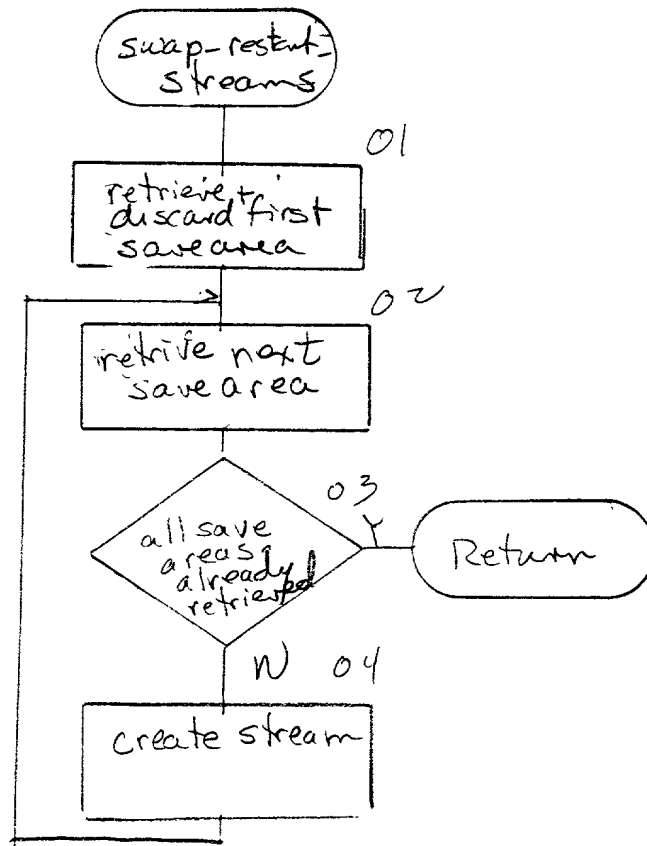 swap-restart-
streams
01
retrieve +
discard first
save area
02
retrive next
save area
03
all save
areas
already
retrieved
Y
Return
N 04
create stream